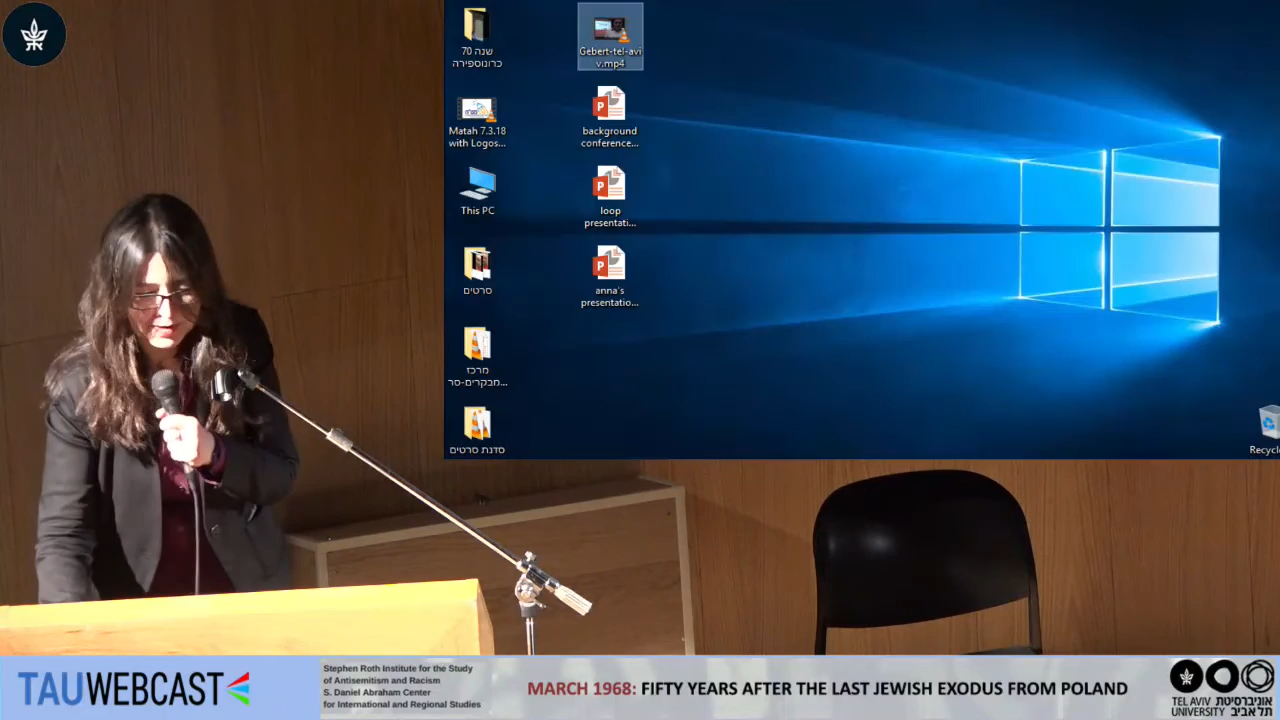 שנה 70
כרונוספירה
Gebert-tel-avi
v.mp4
Matah 7.3.18
with Logos...
background
conference...
This PC
loop
presentati...
סרטים
anna's
presentatio...
מרכז
מבקרים-סר...
סדנת סרטים
Recycle
TAUWEBCAST
Stephen Roth Institute for the Study
of Antisemitism and Racism
S. Daniel Abraham Center
for International and Regional Studies
MARCH 1968: FIFTY YEARS AFTER THE LAST JEWISH EXODUS FROM POLAND
TEL AVIV אוניברסיטת
UNIVERSITY תל אביב